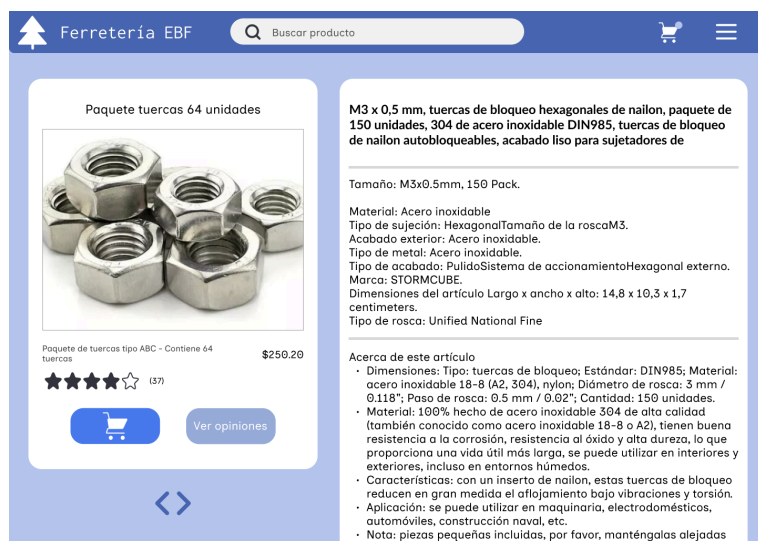 Ferretería EBF
Buscar producto
Paquete tuercas 64 unidades
Paquete de tuercas tipo ABC - Contiene 64
tuercas
$250.20
(37)
Ver opiniones
M3 x 0,5 mm, tuercas de bloqueo hexagonales de nailon, paquete de
150 unidades, 304 de acero inoxidable DIN985, tuercas de bloqueo
de nailon autobloqueables, acabado liso para sujetadores de
Tamaño: M3x0.5mm, 150 Pack.
Material: Acero inoxidable
Tipo de sujeción: HexagonalTamaño de la roscaM3.
Acabado exterior: Acero inoxidable.
Tipo de metal: Acero inoxidable.
Tipo de acabado: PulidoSistema de accionamientoHexagonal externo.
Marca: STORMCUBE.
Dimensiones del artículo Largo x ancho x alto: 14,8 x 10,3 x 1,7
centimeters.
Tipo de rosca: Unified National Fine
Acerca de este artículo
• Dimensiones: Tipo: tuercas de bloqueo; Estándar: DIN985; Material:
acero inoxidable 18-8 (A2, 304), nylon; Diámetro de rosca: 3 mm /
0.118"; Paso de rosca: 0.5 mm / 0.02"; Cantidad: 150 unidades.
• Material: 100% hecho de acero inoxidable 304 de alta calidad
(también conocido como acero inoxidable 18-8 o A2), tienen buena
resistencia a la corrosión, resistencia al óxido y alta dureza, lo que
proporciona una vida útil más larga, se puede utilizar en interiores y
exteriores, incluso en entornos húmedos.
• Características: con un inserto de nailon, estas tuercas de bloqueo
reducen en gran medida el aflojamiento bajo vibraciones y torsión.
• Aplicación: se puede utilizar en maquinaria, electrodomésticos,
automóviles, construcción naval, etc.
• Nota: piezas pequeñas incluidas, por favor, manténgalas alejadas